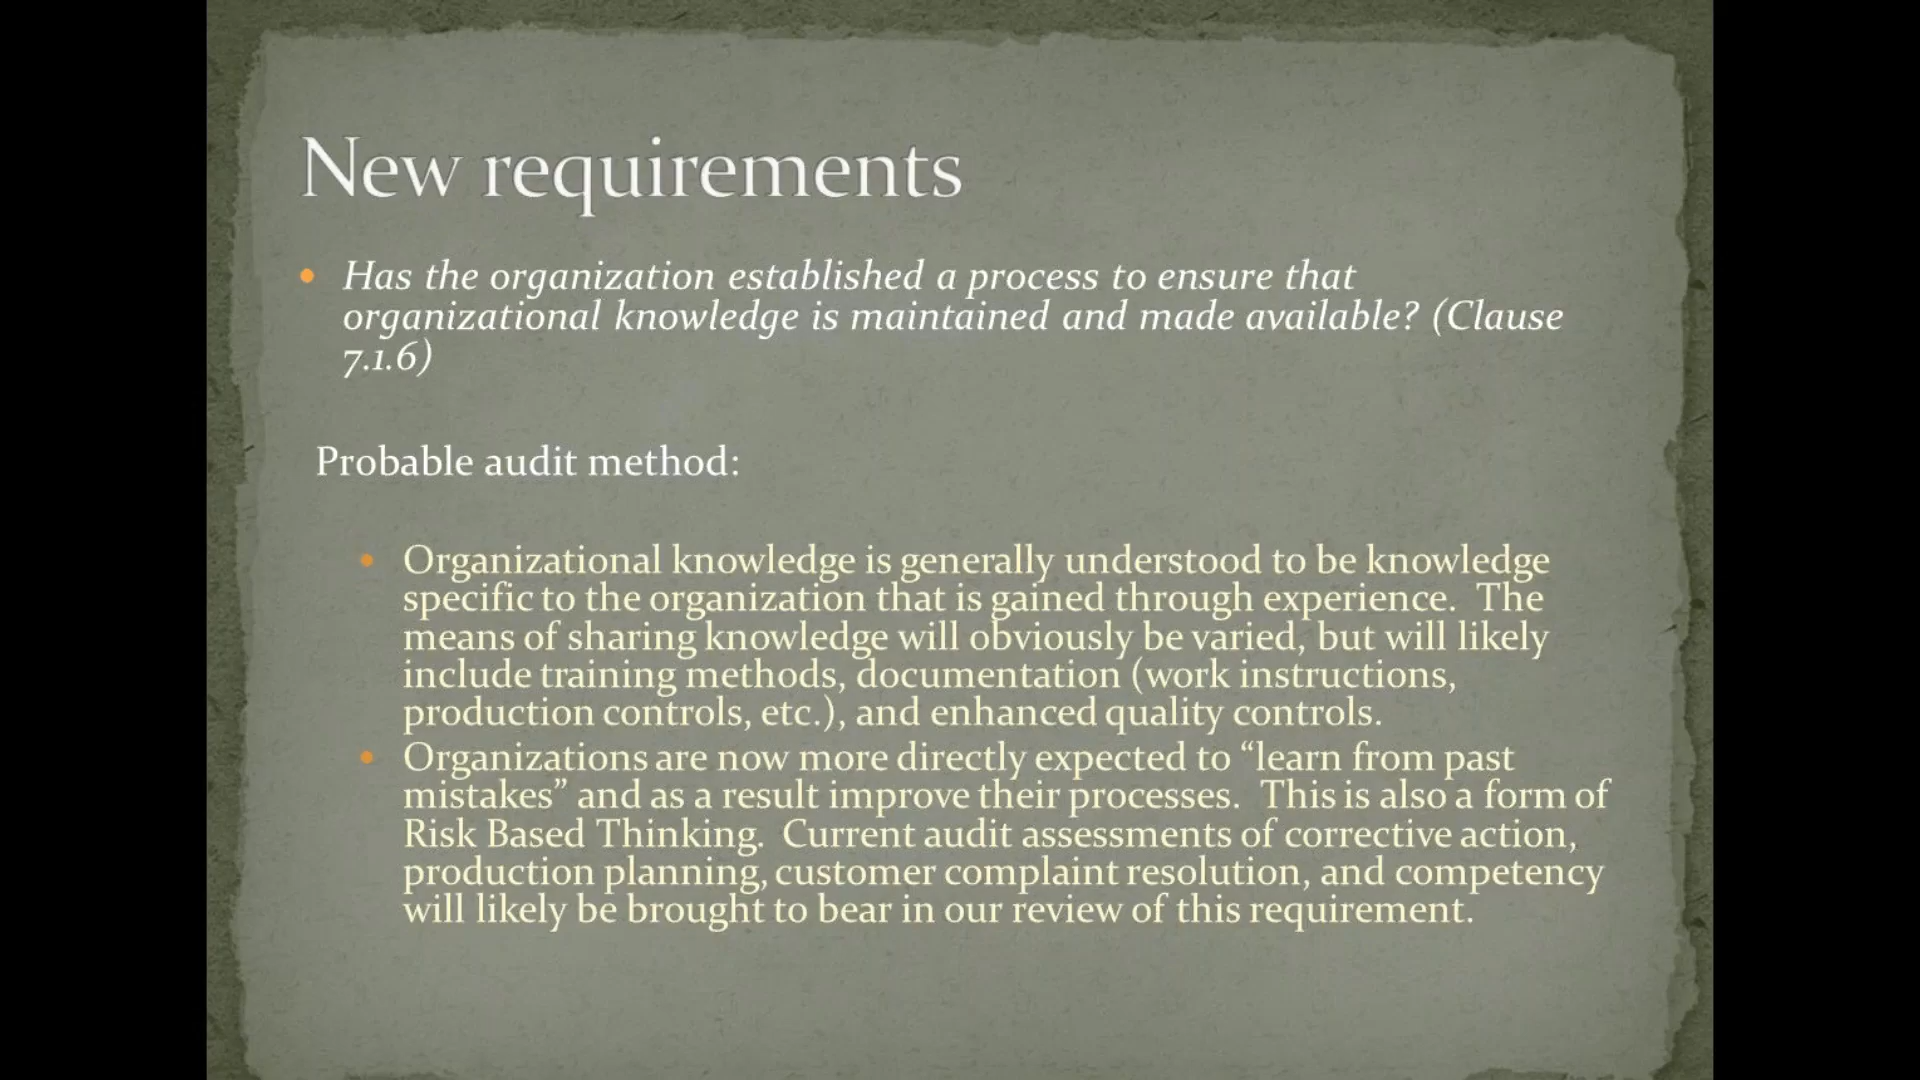 New requirements
• Has the organization established a process to ensure that
organizational knowledge is maintained and made available? (Clause
7.1.6)
Probable audit method:
• Organizational knowledge is generally understood to be knowledge
specific to the organization that is gained through experience.  The
means of sharing knowledge will obviously be varied, but will likely
include training methods, documentation (work instructions,
production controls, etc.), and enhanced quality controls.
• Organizations are now more directly expected to “learn from past
mistakes” and as a result improve their processes.  This is also a form of
Risk Based Thinking.  Current audit assessments of corrective action,
production planning, customer complaint resolution, and competency
will likely be brought to bear in our review of this requirement.